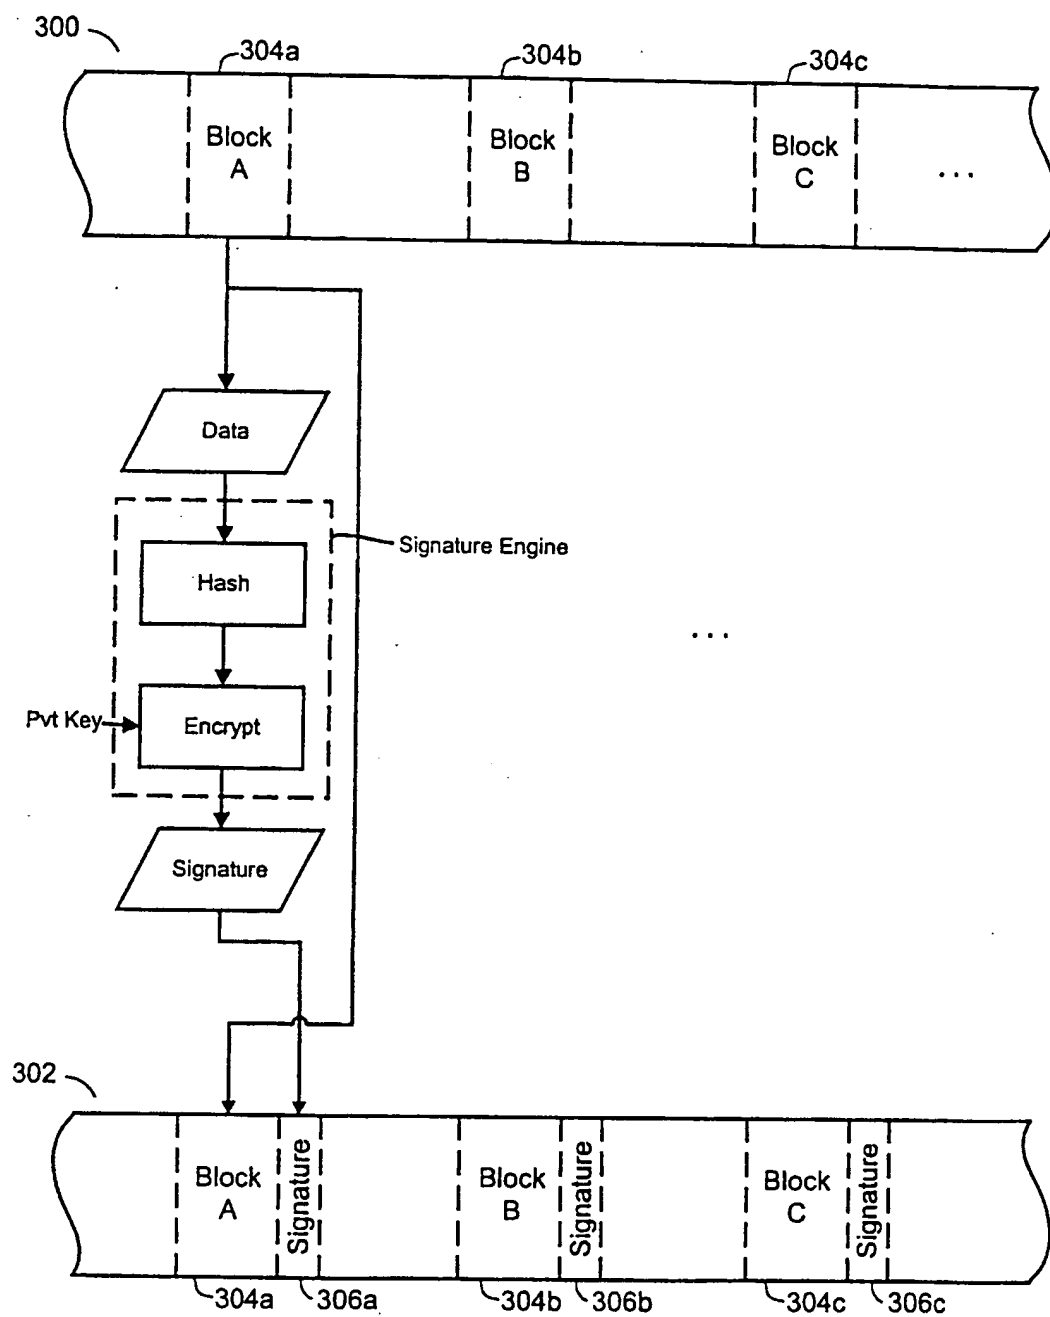 300
304a
304b
304c
Block
A
Block
B
Block
C
...
Data
Signature Engine
Hash
...
Pvt Key
Encrypt
Signature
302
Block
A
Signature
Block
B
Signature
Block
C
Signature
304a
306a
304b
306b
304c
306c